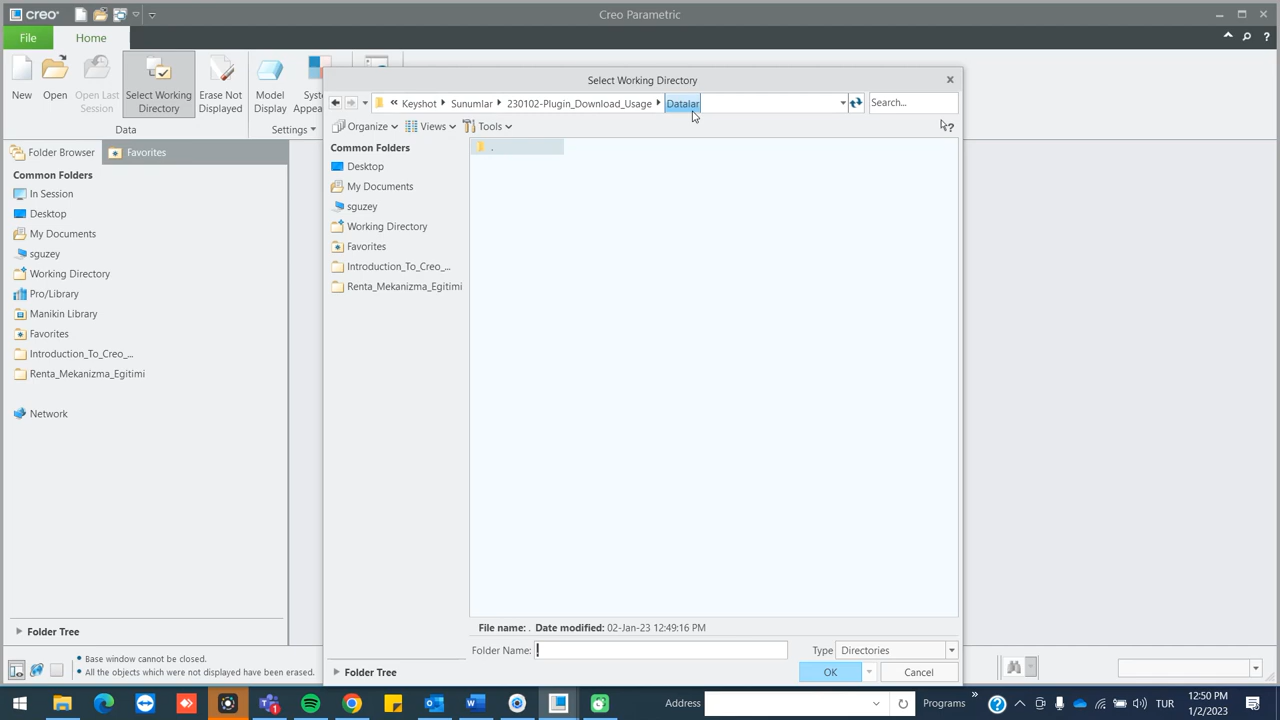 creo
Creo Parametric
File
Home
New
Open
Open Last
Session
Select Working
Directory
Erase Not
Displayed
Model
Display
Data
Settings
Folder Browser
Favorites
Common Folders
In Session
Desktop
My Documents
sguzey
Working Directory
Pro/Library
Manikin Library
Favorites
Introduction_To_Creo_...
Renta_Mekanizma_Egitimi
Network
Folder Tree
Select Working Directory
Keyshot
Sunumlar
230102-Plugin_Download_Usage
Datalar
Search...
Organize
Views
Tools
Common Folders
Desktop
My Documents
sguzey
Working Directory
Favorites
Introduction_To_Creo_...
Renta_Mekanizma_Egitimi
.
File name: . Date modified: 02-Jan-23 12:49:16 PM
Folder Name: .
Type Directories
Folder Tree
OK
Cancel
Base window cannot be closed.
All the objects which were not displayed have been erased.
Address
Programs
TUR
12:50 PM
1/2/2023